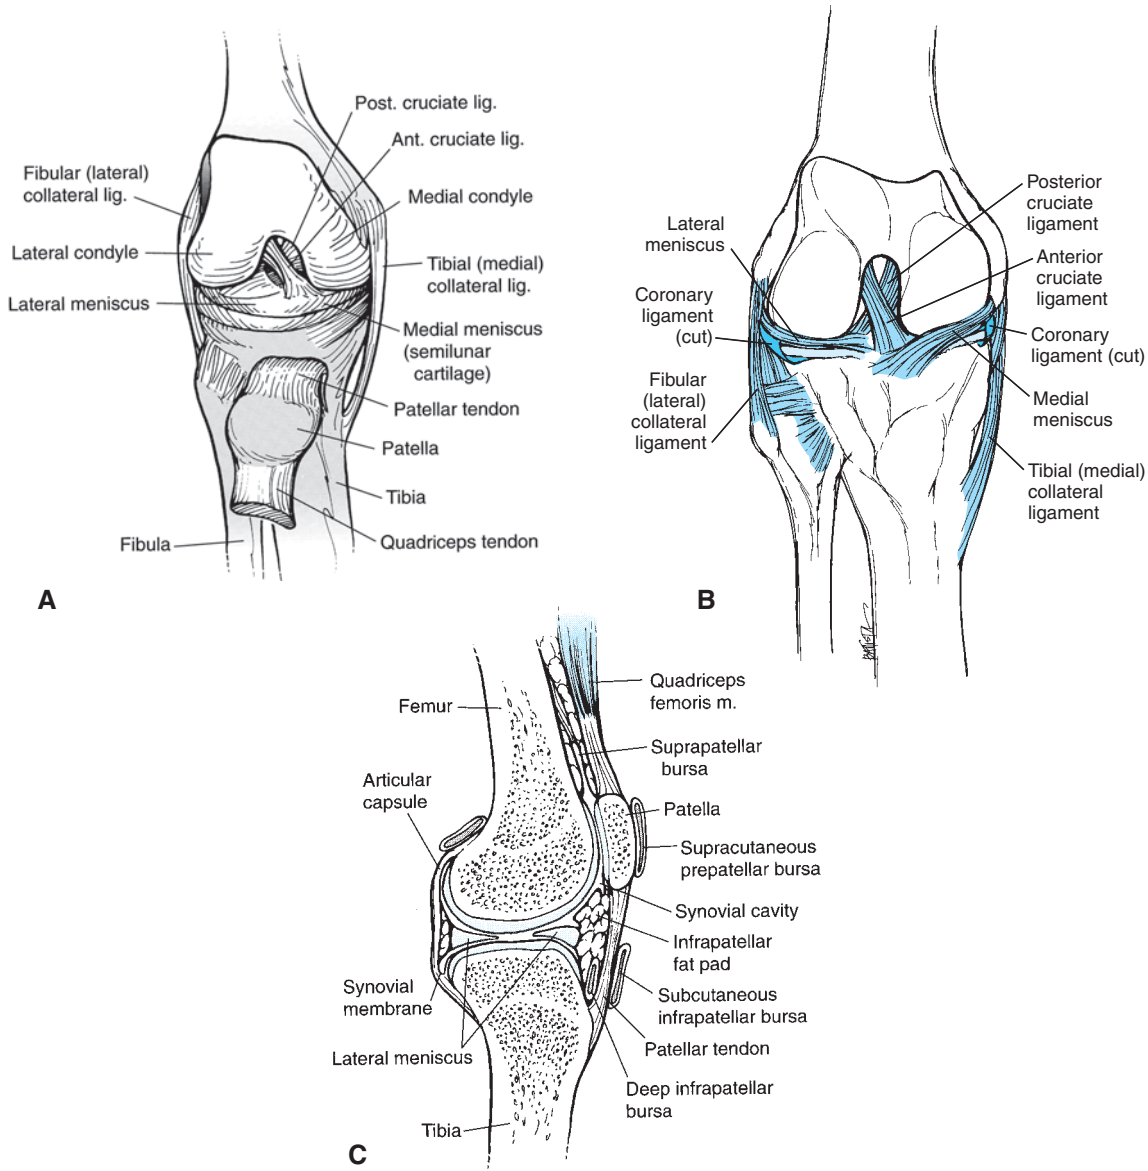 Post. cruciate lig.
Ant. cruciate lig.
Fibular (lateral)
collateral lig.
Medial condyle
Lateral condyle
Tibial (medial)
collateral lig.
Lateral meniscus
Medial meniscus
(semilunar
cartilage)
Patellar tendon
Patella
Tibia
Fibula
Quadriceps tendon
A
Posterior
cruciate
ligament
Lateral
meniscus
Anterior
cruciate
ligament
Coronary
ligament
(cut)
Coronary
ligament (cut)
Fibular
(lateral)
collateral
ligament
Medial
meniscus
Tibial (medial)
collateral
ligament
B
Quadriceps
femoris m.
Femur
Suprapatellar
bursa
Articular
capsule
Patella
Supracutaneous
prepatellar bursa
Synovial cavity
Infrapatellar
fat pad
Synovial
membrane
Subcutaneous
infrapatellar bursa
Lateral meniscus
Patellar tendon
Deep infrapatellar
bursa
Tibia
C